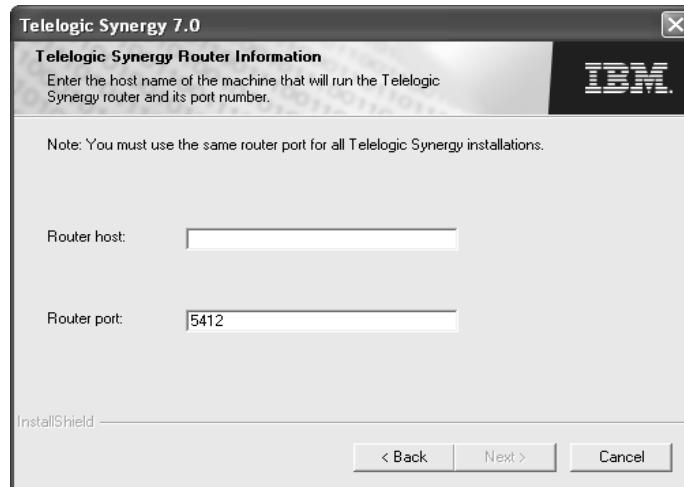 Telelogic Synergy 7.0
Telelogic Synergy Router Information
Enter the host name of the machine that will run the Telelogic
Synergy router and its port number.
IBM.
Note: You must use the same router port for all Telelogic Synergy installations.
Router host:
Router port: 5412
InstallShield
< Back Next > Cancel